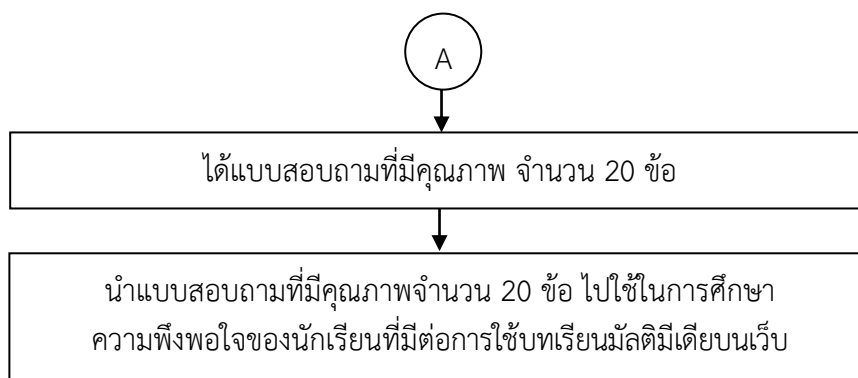 A
ได้แบบสอบถามที่มีคุณภาพ จำนวน 20 ข้อ
นำแบบสอบถามที่มีคุณภาพจำนวน 20 ข้อ ไปใช้ในการศึกษา
ความพึงพอใจของนักเรียนที่มีต่อการใช้บทเรียนมัลติมีเดียบนเว็บ